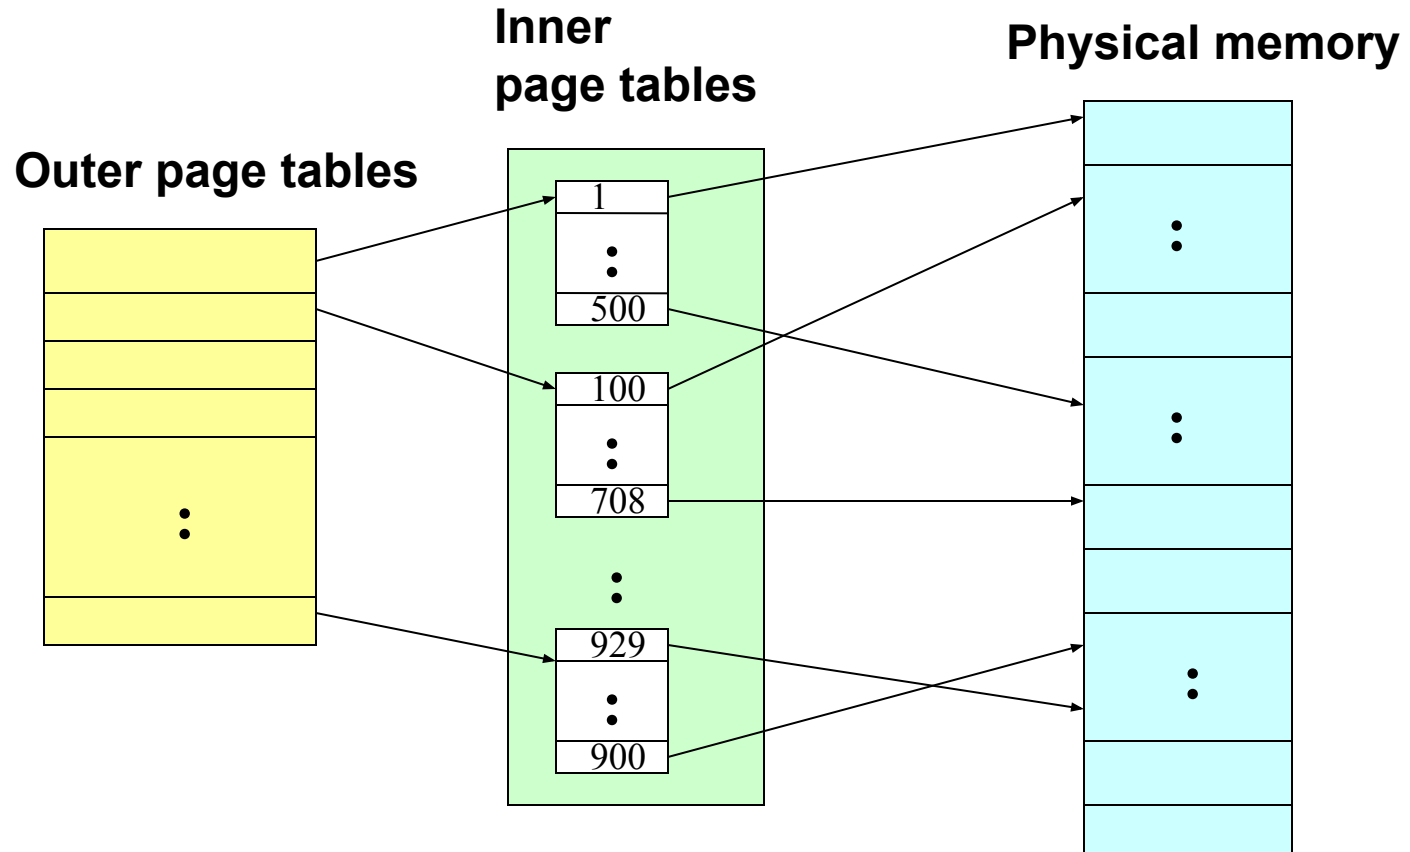 Inner
page tables
Physical memory
Outer page tables
1
500
100
708
929
900